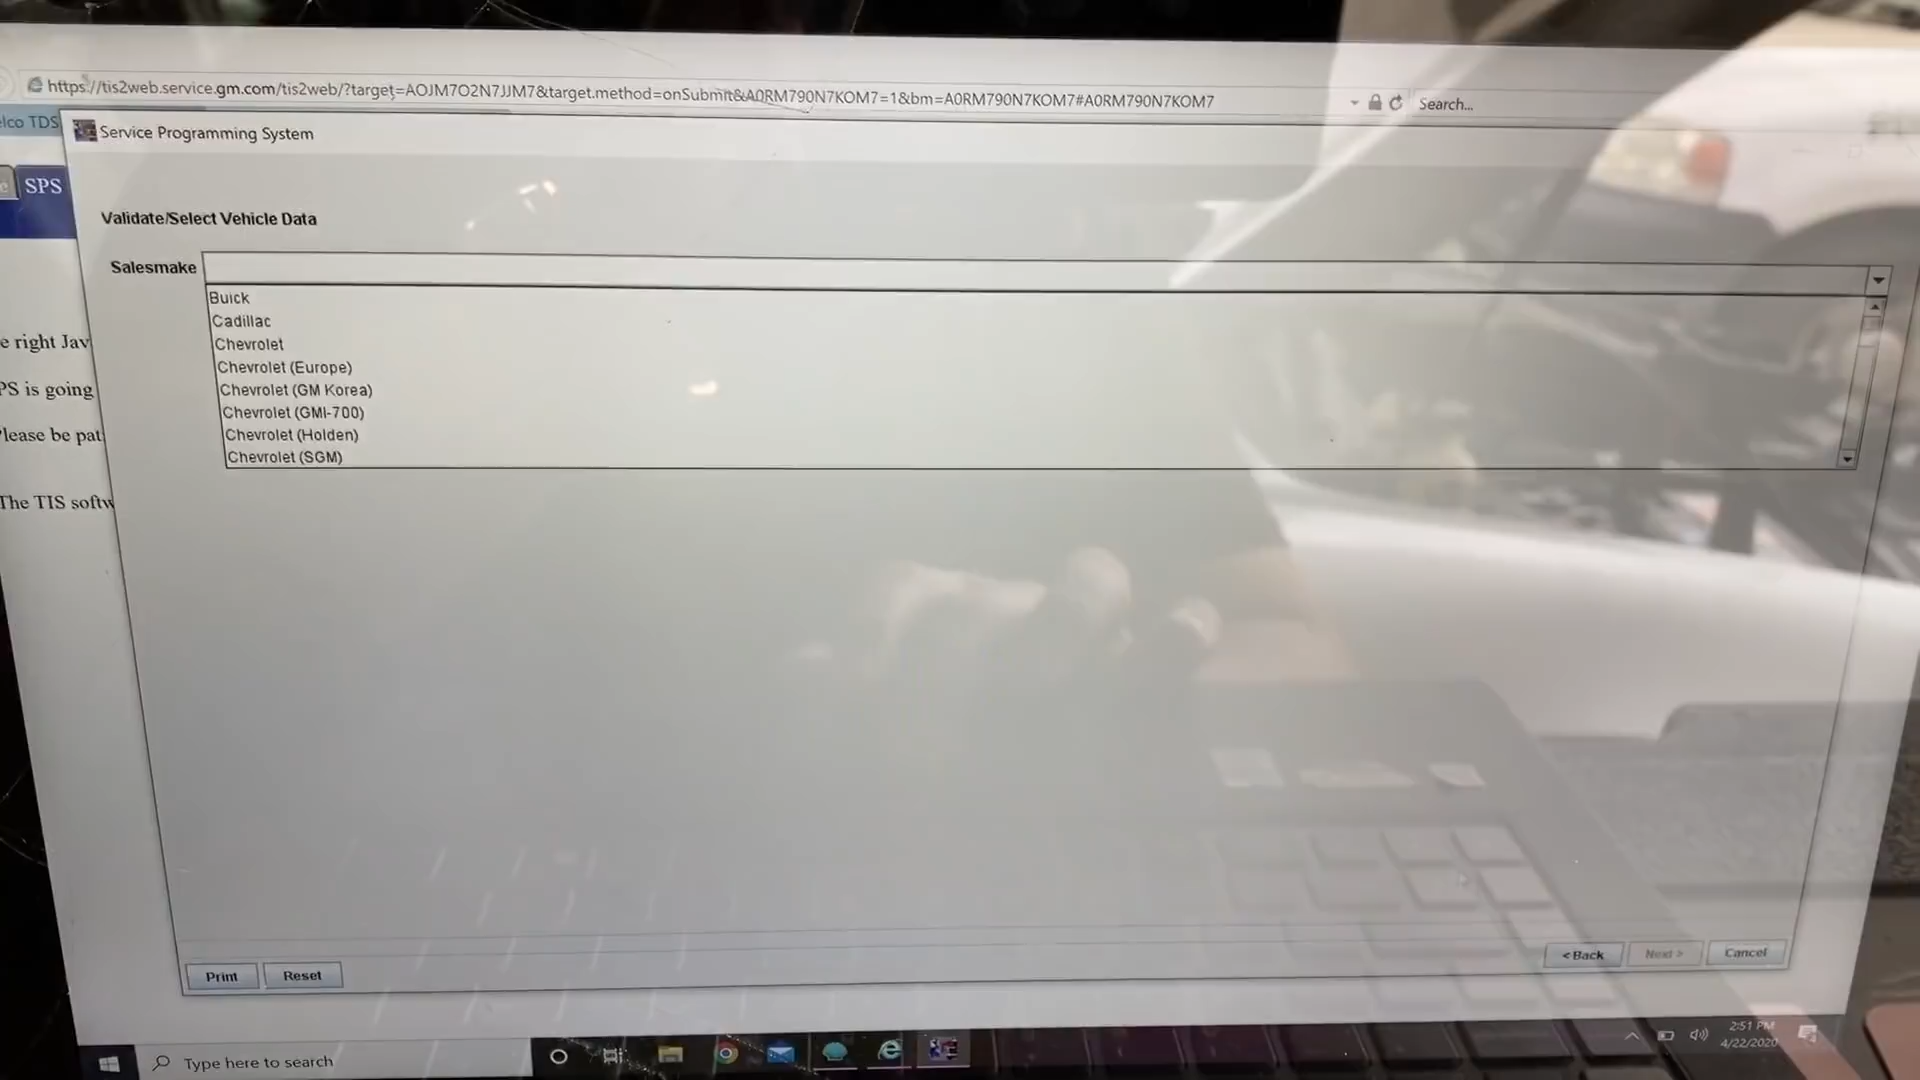 https://tis2web.service.gm.com/tis2web/?target=AOJM7O2N7JJM7&target.method=onSubmit&A0RM790N7KOM7=1&bm=A0RM790N7KOM7#A0RM790N7KOM7
Search...
elco TDS
Service Programming System
e
SPS
Validate/Select Vehicle Data
Salesmake
Buick
Cadillac
Chevrolet
Chevrolet (Europe)
Chevrolet (GM Korea)
Chevrolet (GMI-700)
Chevrolet (Holden)
Chevrolet (SGM)
e right Jav
PS is going
Please be pat
The TIS softw
Print
Reset
< Back
Next >
Cancel
Type here to search
2:51 PM
4/22/2020